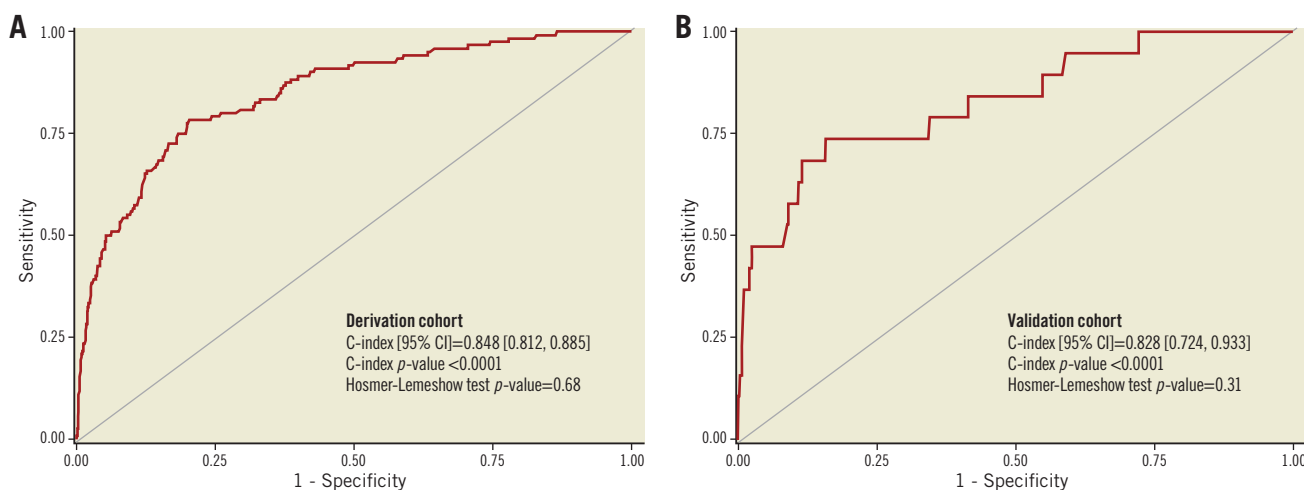 A
1.00
0.75
0.50
0.25
0.00
Sensitivity
Derivation cohort
C-index [95% CI]=0.848 [0.812, 0.885]
C-index p-value <0.0001
Hosmer-Lemeshow test p-value=0.68
0.00 0.25 0.50 0.75 1.00
1 - Specificity
B
1.00
0.75
0.50
0.25
0.00
Sensitivity
Validation cohort
C-index [95% CI]=0.828 [0.724, 0.933]
C-index p-value <0.0001
Hosmer-Lemeshow test p-value=0.31
0.00 0.25 0.50 0.75 1.00
1 - Specificity